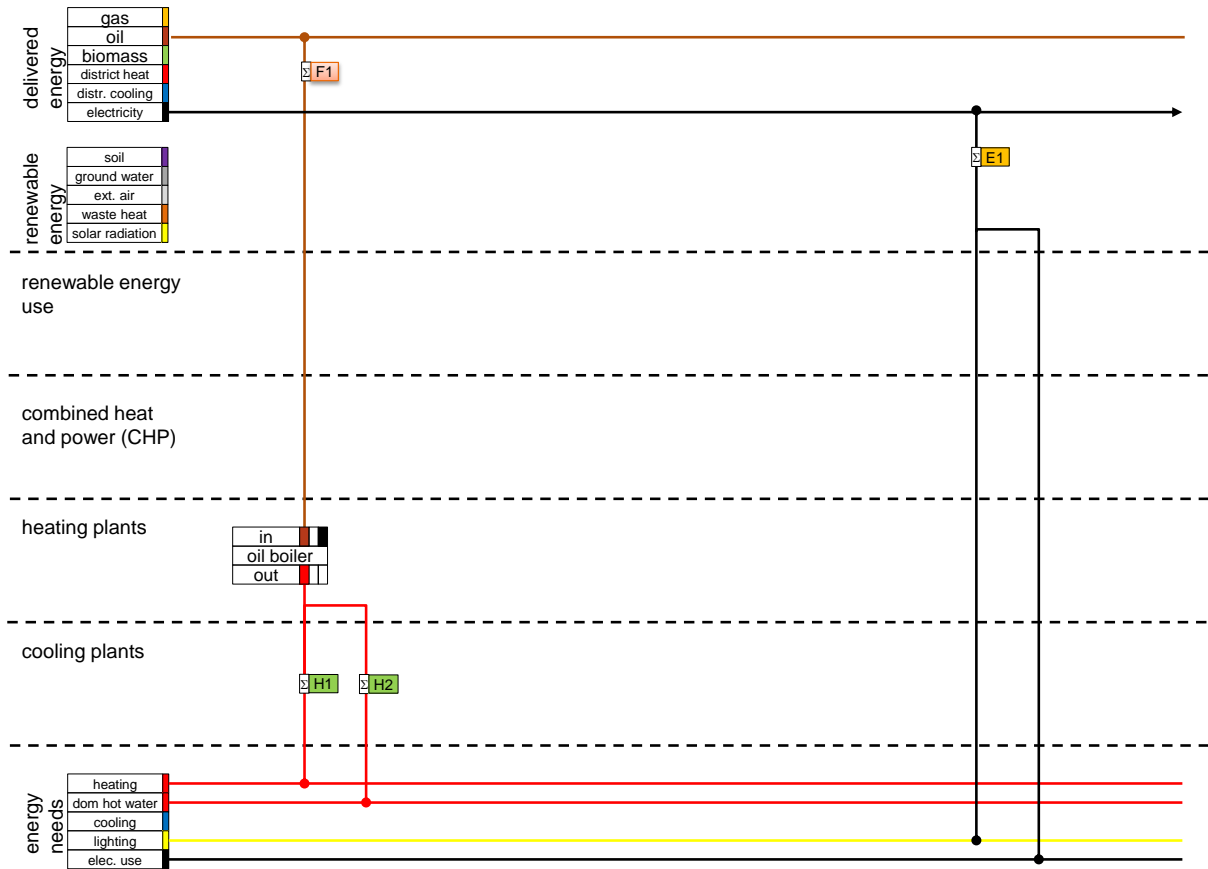 delivered
energy
gas
oil
biomass
district heat
distr. cooling
electricity
Σ F1
Σ E1
renewable
energy
soil
ground water
ext. air
waste heat
solar radiation
renewable energy
use
combined heat
and power (CHP)
heating plants
in
oil boiler
out
cooling plants
Σ H1
Σ H2
energy
needs
heating
dom hot water
cooling
lighting
elec. use